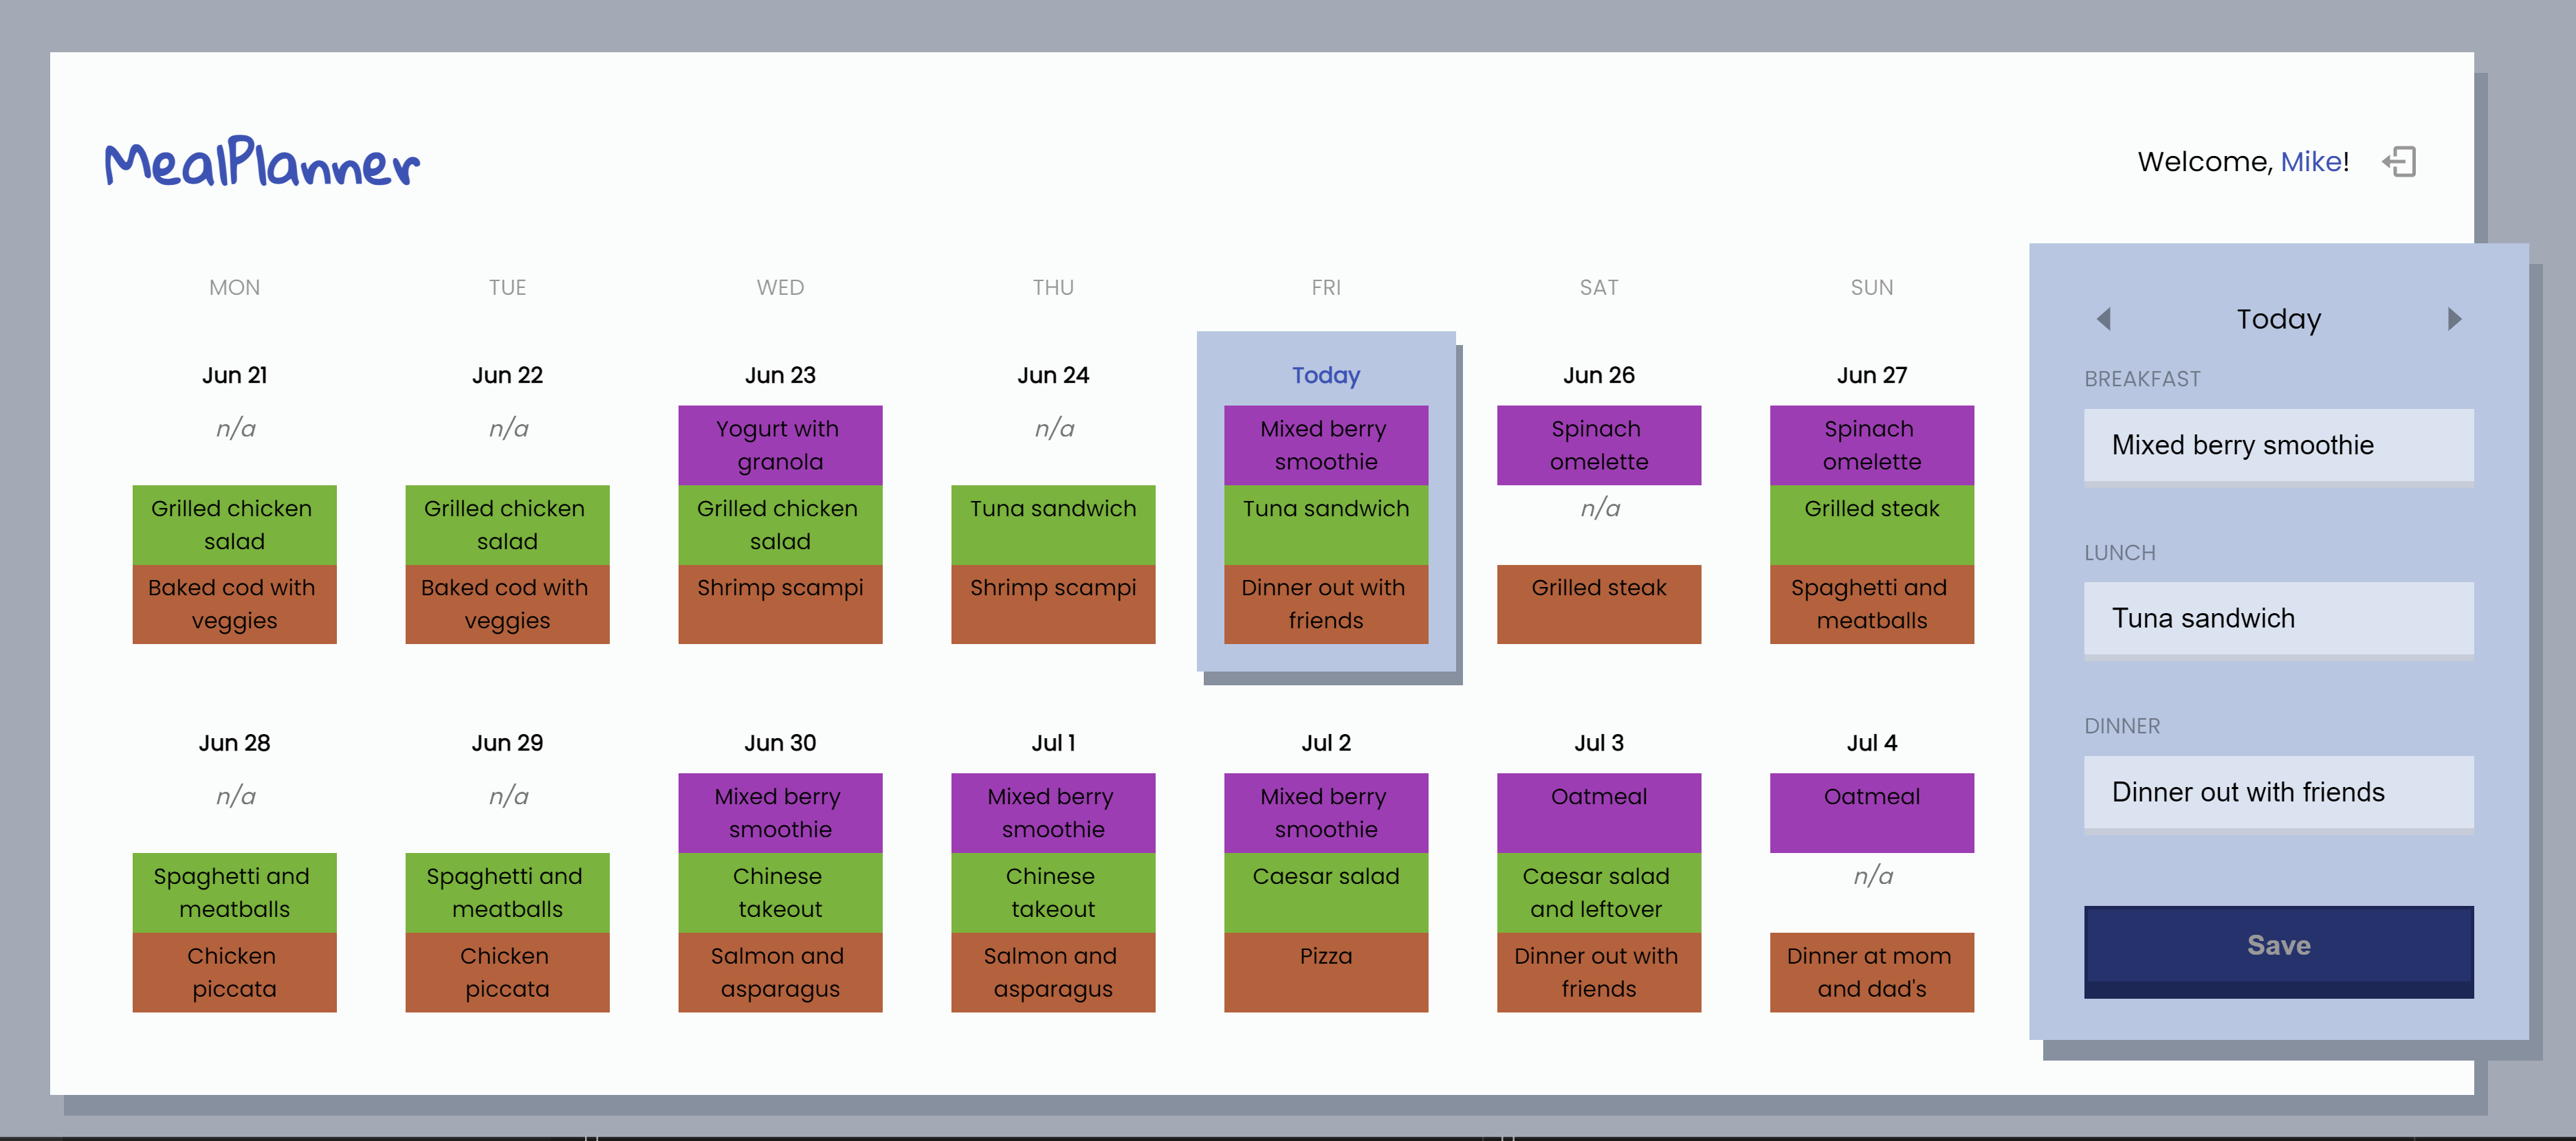 MealPlanner
Welcome, Mike!
MON TUE WED THU FRI SAT SUN
Jun 21 Jun 22 Jun 23 Jun 24 Today Jun 26 Jun 27
n/a n/a Yogurt with n/a Mixed berry Spinach Spinach
granola smoothie omelette omelette
Grilled chicken Grilled chicken Grilled chicken Tuna sandwich Tuna sandwich n/a Grilled steak
salad salad salad
Baked cod with Baked cod with Shrimp scampi Shrimp scampi Dinner out with Grilled steak Spaghetti and
veggies veggies friends meatballs
Jun 28 Jun 29 Jun 30 Jul 1 Jul 2 Jul 3 Jul 4
n/a n/a Mixed berry Mixed berry Mixed berry Oatmeal Oatmeal
smoothie smoothie smoothie
Spaghetti and Spaghetti and Chinese Chinese Caesar salad Caesar salad n/a
meatballs meatballs takeout takeout and leftover
Chicken Chicken Salmon and Salmon and Pizza Dinner out with Dinner at mom
piccata piccata asparagus asparagus friends and dad's
Today
BREAKFAST
Mixed berry smoothie
LUNCH
Tuna sandwich
DINNER
Dinner out with friends
Save